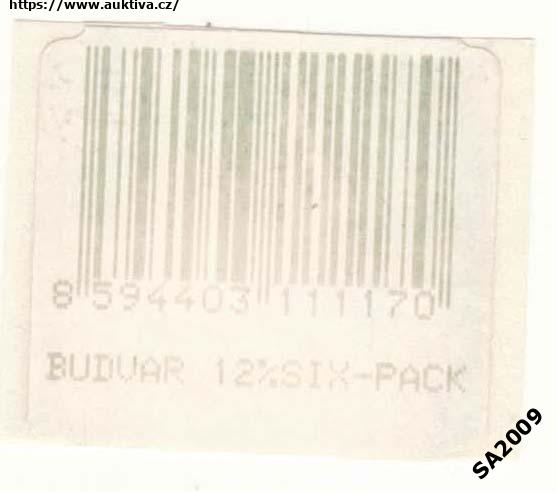 https://www.auktiva.cz/
8 594403 111170
BUDVAR 12% SIX-PACK
SA2009